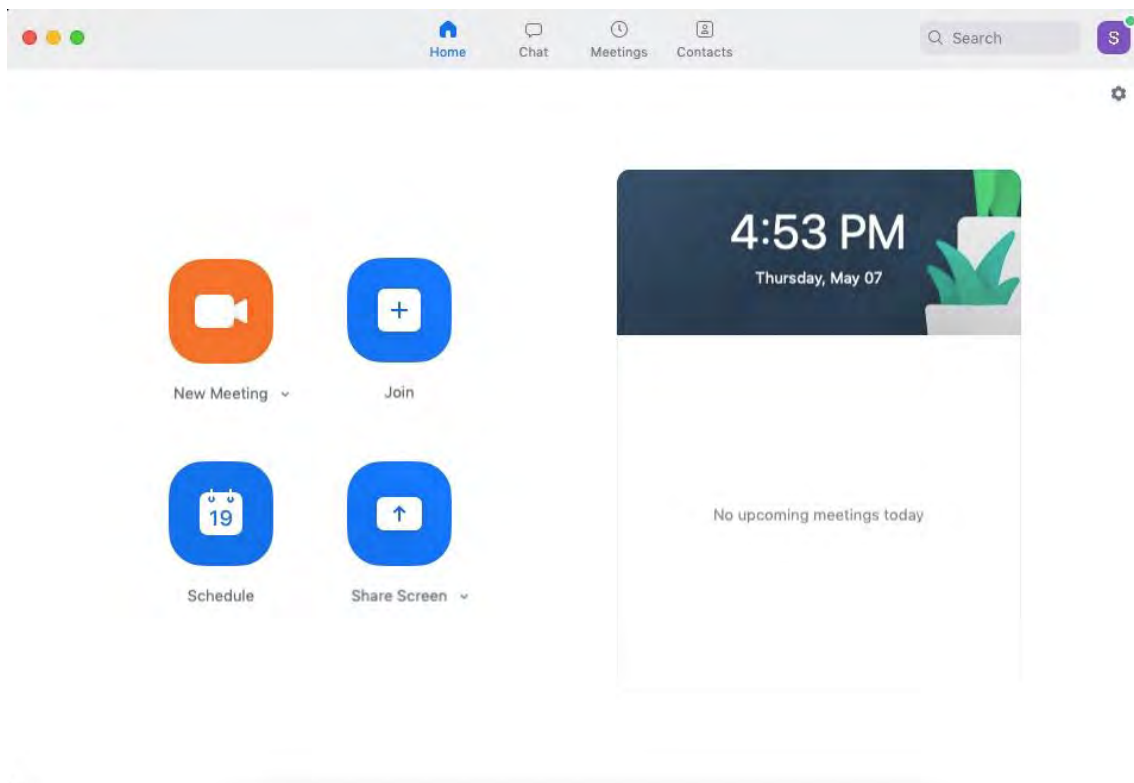 Home
Chat
Meetings
Contacts
Search
S
4:53 PM
Thursday, May 07
New Meeting
Join
19
Schedule
Share Screen
No upcoming meetings today